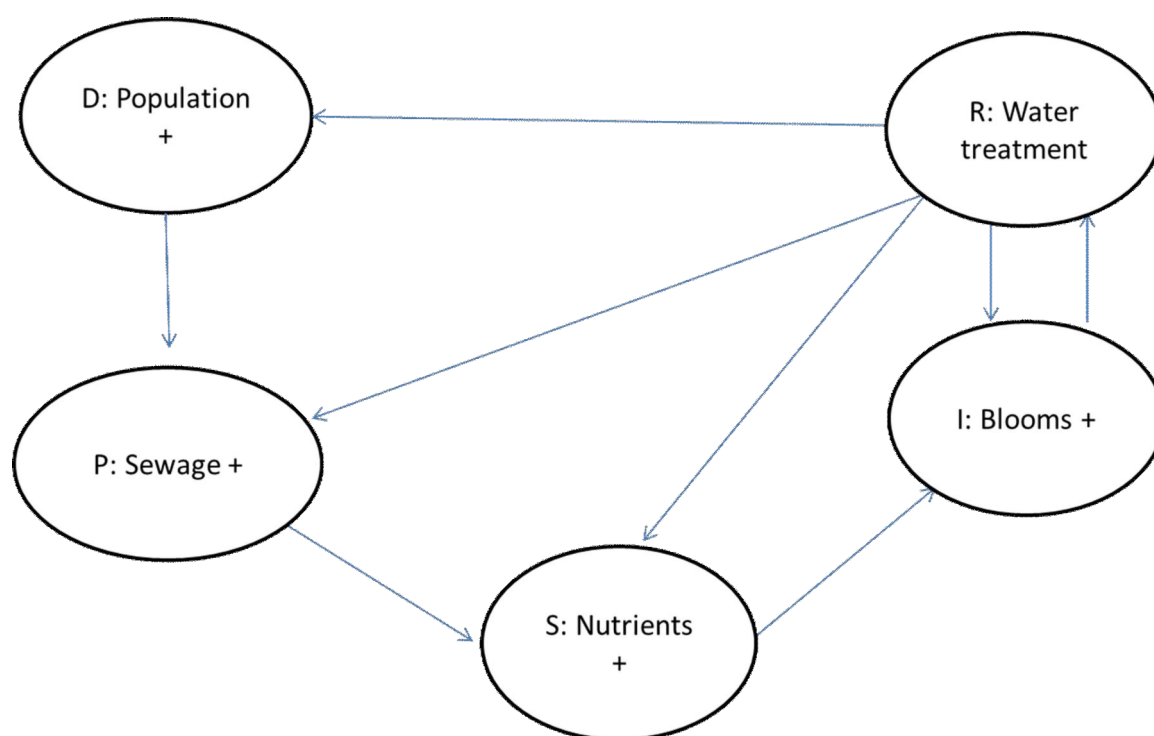 D: Population
+
R: Water
treatment
P: Sewage +
I: Blooms +
S: Nutrients
+